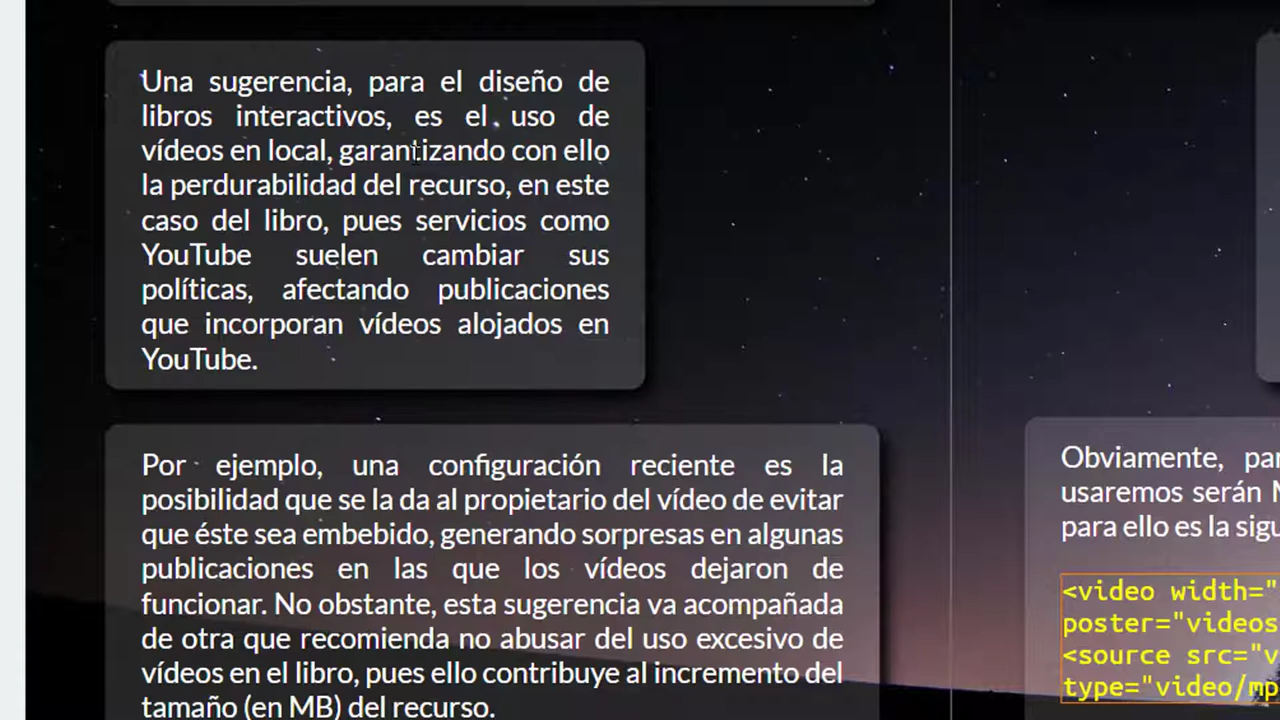 Una sugerencia, para el diseño de
libros interactivos, es el uso de
vídeos en local, garantizando con ello
la perdurabilidad del recurso, en este
caso del libro, pues servicios como
YouTube suelen cambiar sus
políticas, afectando publicaciones
que incorporan vídeos alojados en
YouTube.
Por ejemplo, una configuración reciente es la
posibilidad que se la da al propietario del vídeo de evitar
que éste sea embebido, generando sorpresas en algunas
publicaciones en las que los vídeos dejaron de
funcionar. No obstante, esta sugerencia va acompañada
de otra que recomienda no abusar del uso excesivo de
vídeos en el libro, pues ello contribuye al incremento del
tamaño (en MB) del recurso.
Obviamente, par
usaremos serán M
para ello es la sigu
<video width="
poster="videos
<source src="v
type="video/mp